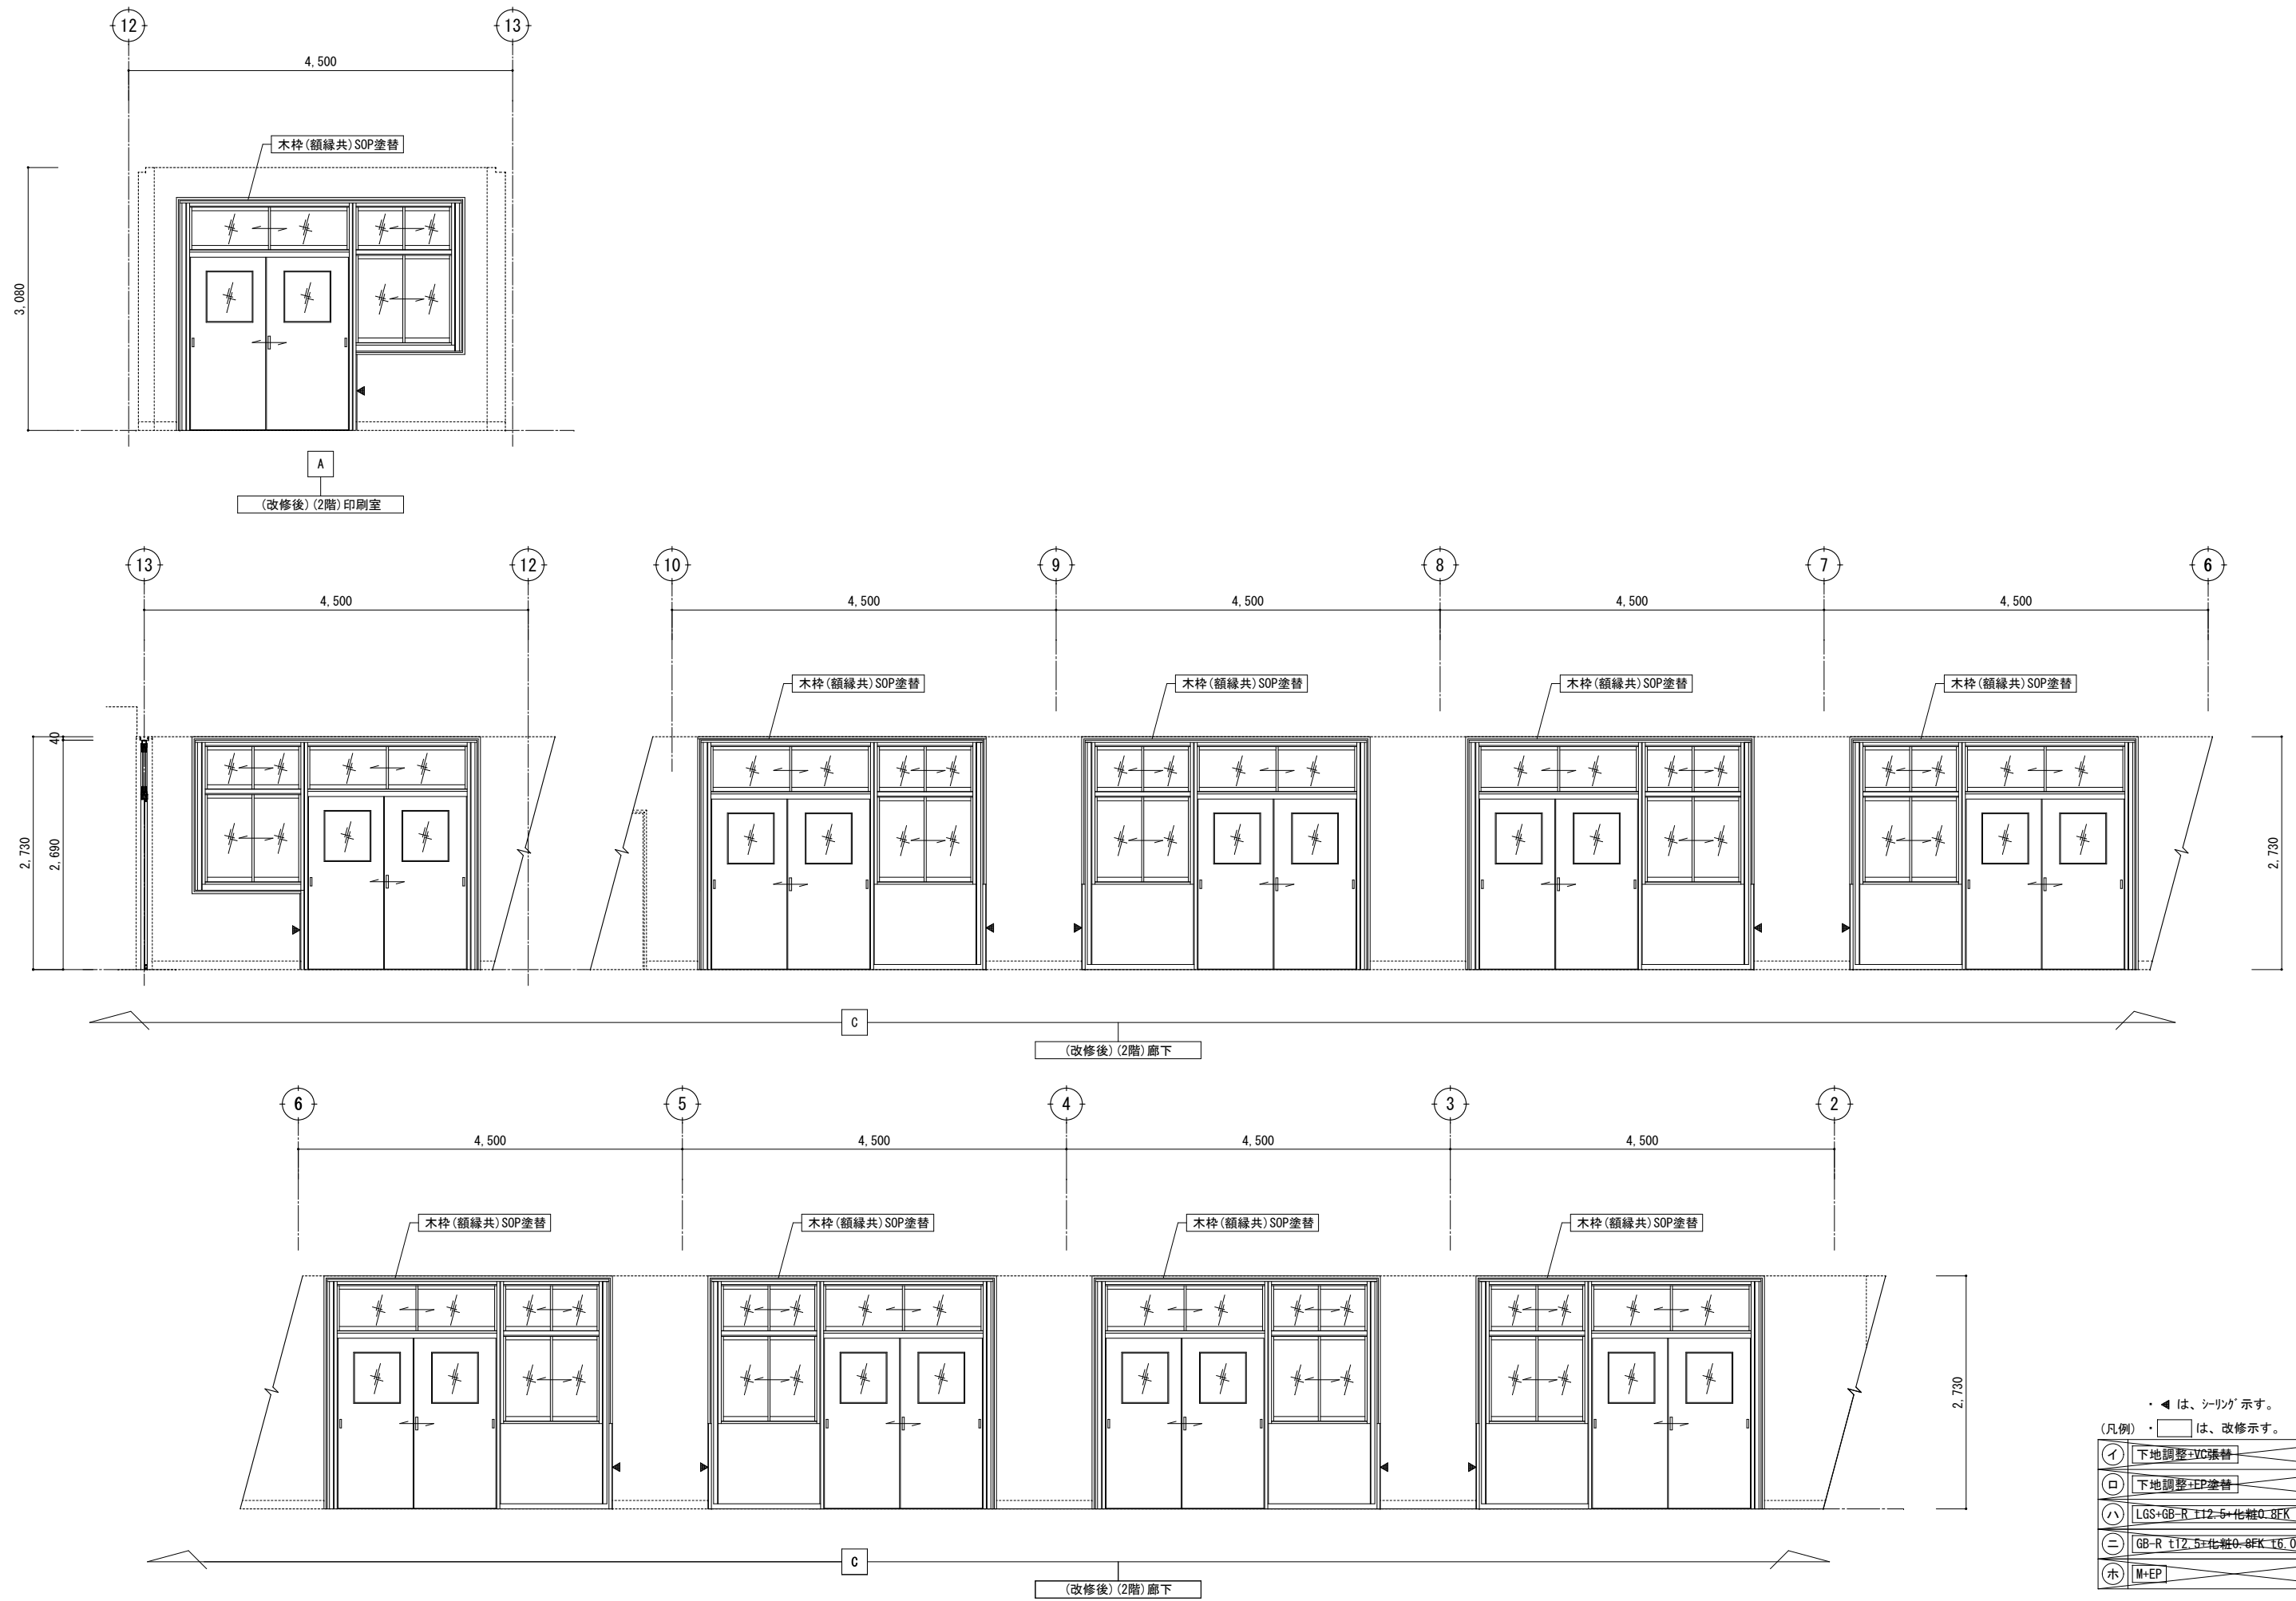 12 13
4,500
木枠(額縁共)SOP塗替
3,080
A
(改修後)(2階)印刷室
13 12 10 9 8 7 6
4,500 4,500 4,500 4,500 4,500
木枠(額縁共)SOP塗替 木枠(額縁共)SOP塗替 木枠(額縁共)SOP塗替 木枠(額縁共)SOP塗替
40
2,730
2,690
2,730
C
(改修後)(2階)廊下
6 5 4 3 2
4,500 4,500 4,500 4,500
木枠(額縁共)SOP塗替 木枠(額縁共)SOP塗替 木枠(額縁共)SOP塗替 木枠(額縁共)SOP塗替
2,730
C
(改修後)(2階)廊下
・◀ は、シーリング示す。
(凡例) ・ は、改修示す。
イ 下地調整+VC張替
ロ 下地調整+EP塗替
ハ LGS+GB-R t12.5+化粧0.8FK
ニ GB-R t12.5+化粧0.8FK t6.0
ホ M+EP